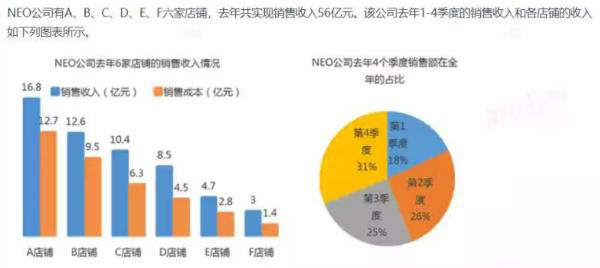 NEO公司有A、B、C、D、E、F六家店铺，去年共实现销售收入56亿元。该公司去年1-4季度的销售收入和各店铺的收入
如下列图表所示。
NEO公司去年6家店铺的销售收入情况
16.8
销售收入（亿元）
销售成本（亿元）
12.7
12.6
9.5
10.4
6.3
8.5
4.5
4.7
2.8
3
1.4
A店铺
B店铺
C店铺
D店铺
E店铺
F店铺
NEO公司去年4个季度销售额在全
年的占比
第1
季度
18%
第2季
度
26%
第3季
度
25%
第4季
度
31%